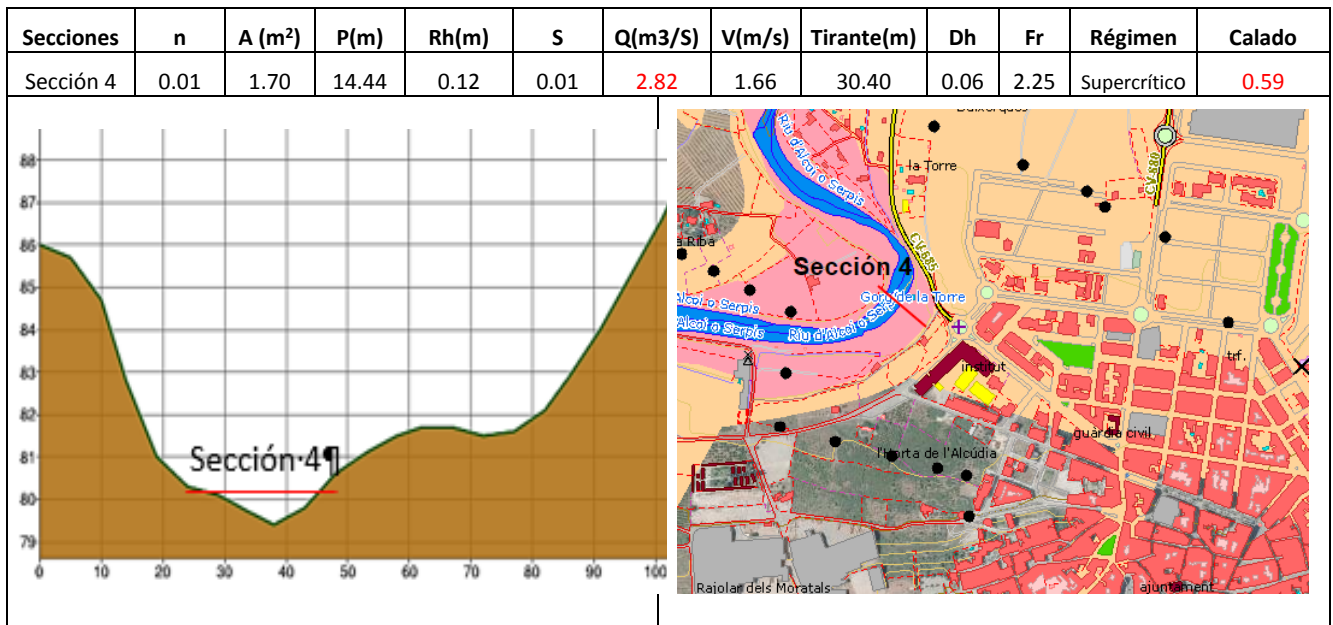 Secciones n A (m²) P(m) Rh(m) S Q(m3/S) V(m/s) Tirante(m) Dh Fr Régimen Calado
Sección 4 0.01 1.70 14.44 0.12 0.01 2.82 1.66 30.40 0.06 2.25 Supercrítico 0.59
88
87
86
85
84
83
82
81
80
79
0 10 20 30 40 50 60 70 80 90 100
Sección·4¶
Riu d'Alcoi o Serpis
la Torre
CV-680
CV-685
a Riba
Sección 4
Gorg de la Torre
Alcoi o Serpis
Alcoi o Serpis
Riu d'Alcoi o Serpis
institut
trf.
guàrdia civil
l'Horta de l'Alcúdia
Rajolar dels Moratals
ajuntament